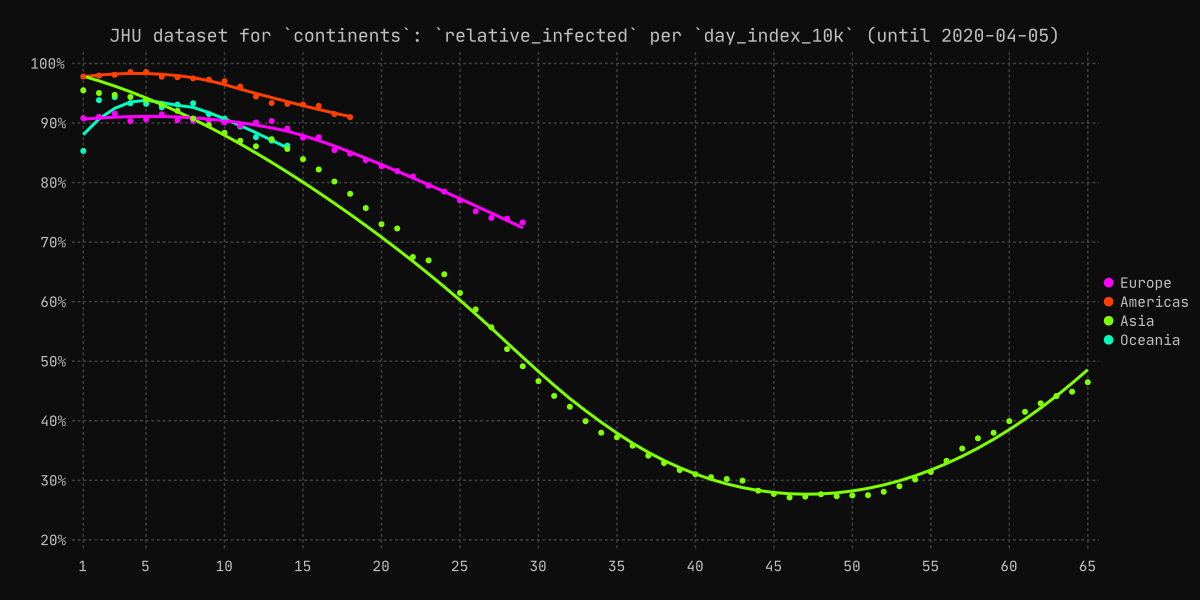 JHU dataset for `continents`: `relative_infected` per `day_index_10k` (until 2020-04-05)
100%
90%
80%
70%
60%
50%
40%
30%
20%
1 5 10 15 20 25 30 35 40 45 50 55 60 65
Europe
Americas
Asia
Oceania